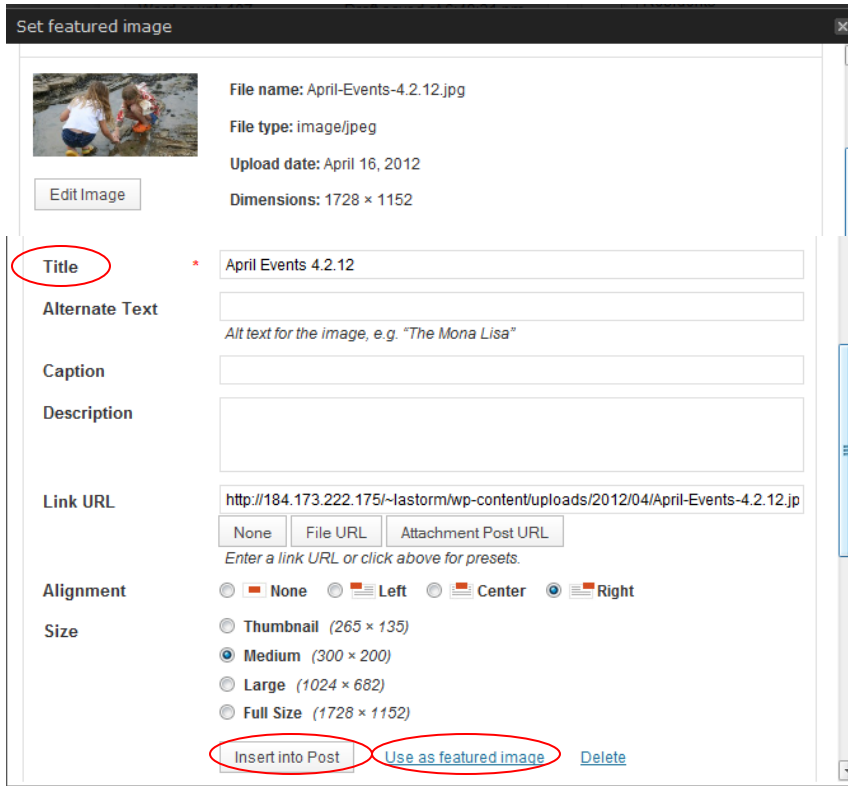 Set featured image
File name: April-Events-4.2.12.jpg
File type: image/jpeg
Upload date: April 16, 2012
Edit Image
Dimensions: 1728 × 1152
Title * April Events 4.2.12
Alternate Text
Alt text for the image, e.g. “The Mona Lisa”
Caption
Description
Link URL http://184.173.222.175/~lastorm/wp-content/uploads/2012/04/April-Events-4.2.12.jp
None File URL Attachment Post URL
Enter a link URL or click above for presets.
Alignment None Left Center Right
Size Thumbnail (265 × 135)
Medium (300 × 200)
Large (1024 × 682)
Full Size (1728 × 1152)
Insert into Post Use as featured image Delete